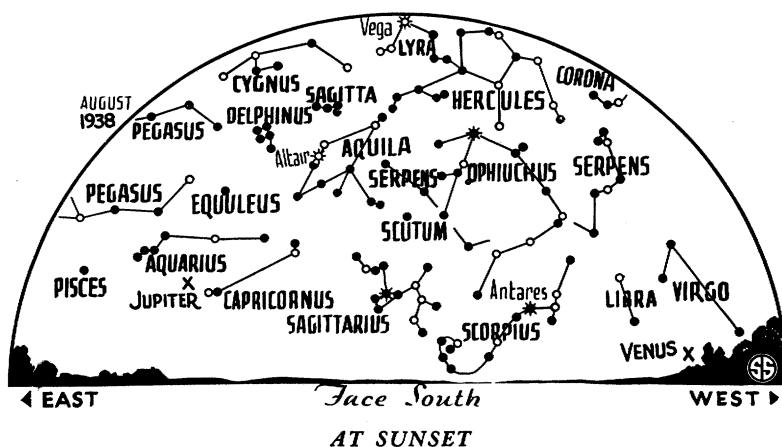 Vega
LYRA
CYGNUS
CORONA
SAGITTA
HERCULES
AUGUST
1938
PEGASUS
DELPHINUS
Altair
AQUILA
SERPENS
OPHIUCHUS
SERPENS
PEGASUS
EQUULEUS
SCUTUM
AQUARIUS
PISCES
JUPITER
CAPRICORNUS
SAGITTARIUS
Antares
SCORPIUS
LIBRA
VIRGO
VENUS
SS
EAST
Face South
WEST
AT SUNSET